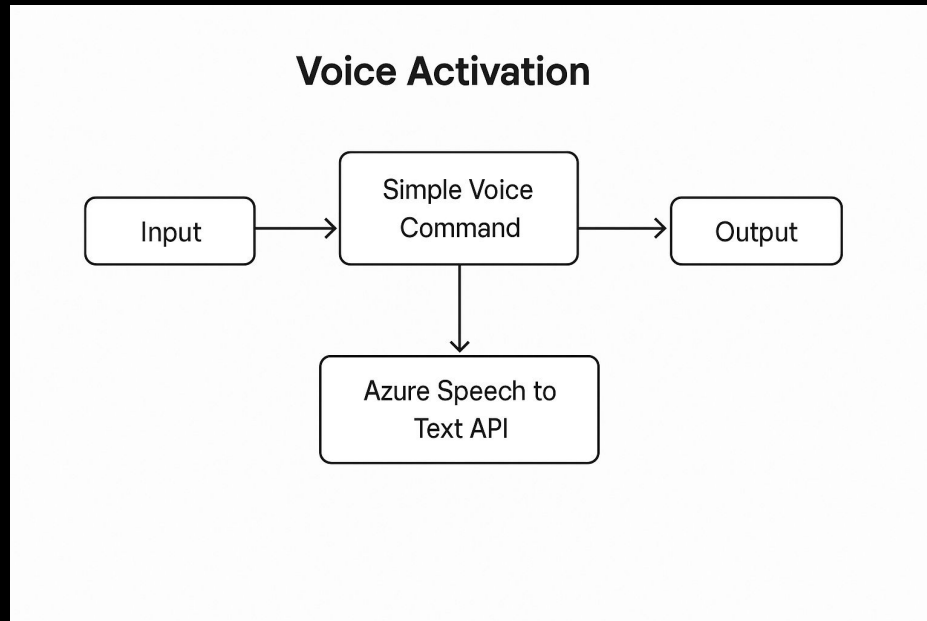 Voice Activation
Input
Simple Voice
Command
Output
Azure Speech to
Text API